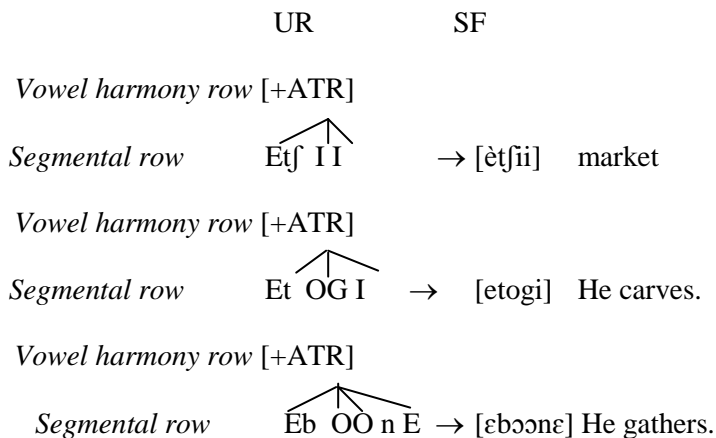 UR SF
Vowel harmony row [+ATR]
Segmental row Etʃ I I → [ètʃii] market
Vowel harmony row [+ATR]
Segmental row Et OG I → [etogi] He carves.
Vowel harmony row [+ATR]
Segmental row Eb OO n E → [ɛbɔɔnɛ] He gathers.